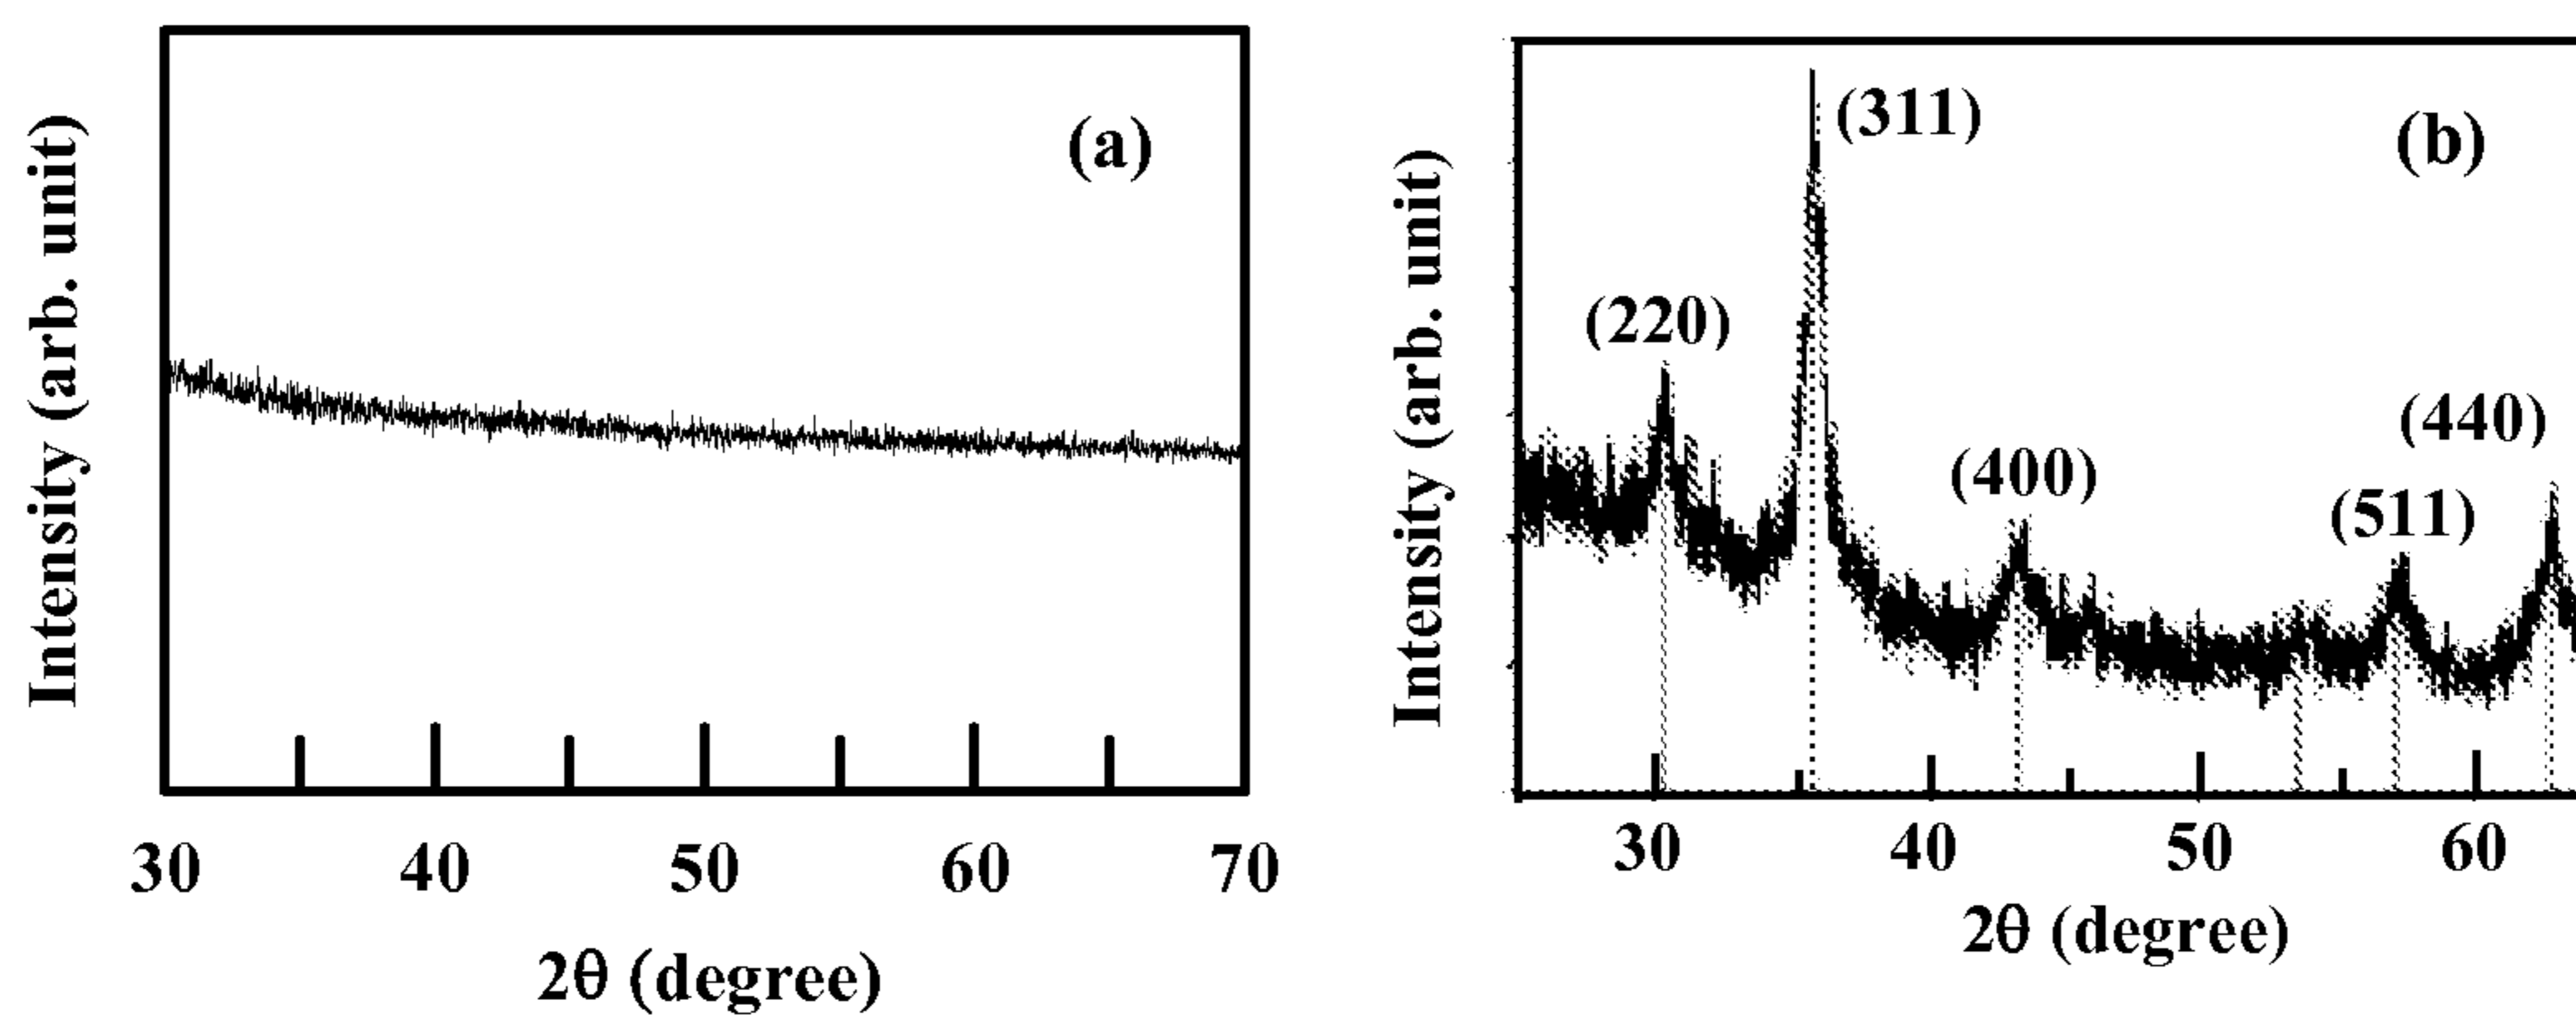 Intensity (arb. unit)
(a)
30 40 50 60 70
2θ (degree)
Intensity (arb. unit)
(b)
(311)
(220)
(440)
(400)
(511)
30 40 50 60
2θ (degree)